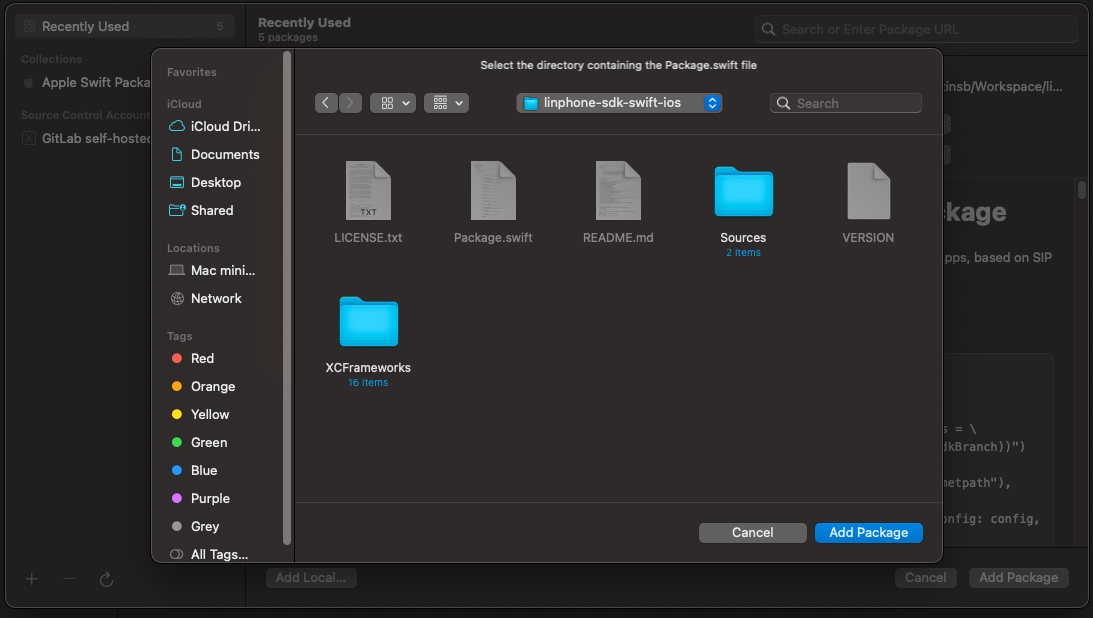 Recently Used
5
Collections
Apple Swift Packa
Source Control Account
GitLab self-hosted
Recently Used
5 packages
Search or Enter Package URL
Favorites
iCloud
iCloud Dri...
Documents
Desktop
Shared
Locations
Mac mini...
Network
Tags
Red
Orange
Yellow
Green
Blue
Purple
Grey
All Tags...
Select the directory containing the Package.swift file
linphone-sdk-swift-ios
Search
TXT
LICENSE.txt
Package.swift
README.md
Sources
2 items
VERSION
XCFrameworks
16 items
Cancel
Add Package
tinsb/Workspace/li...
kage
pps, based on SIP
s = \
dkBranch))")
metpath"),
onfig: config,
Add Local...
Cancel
Add Package